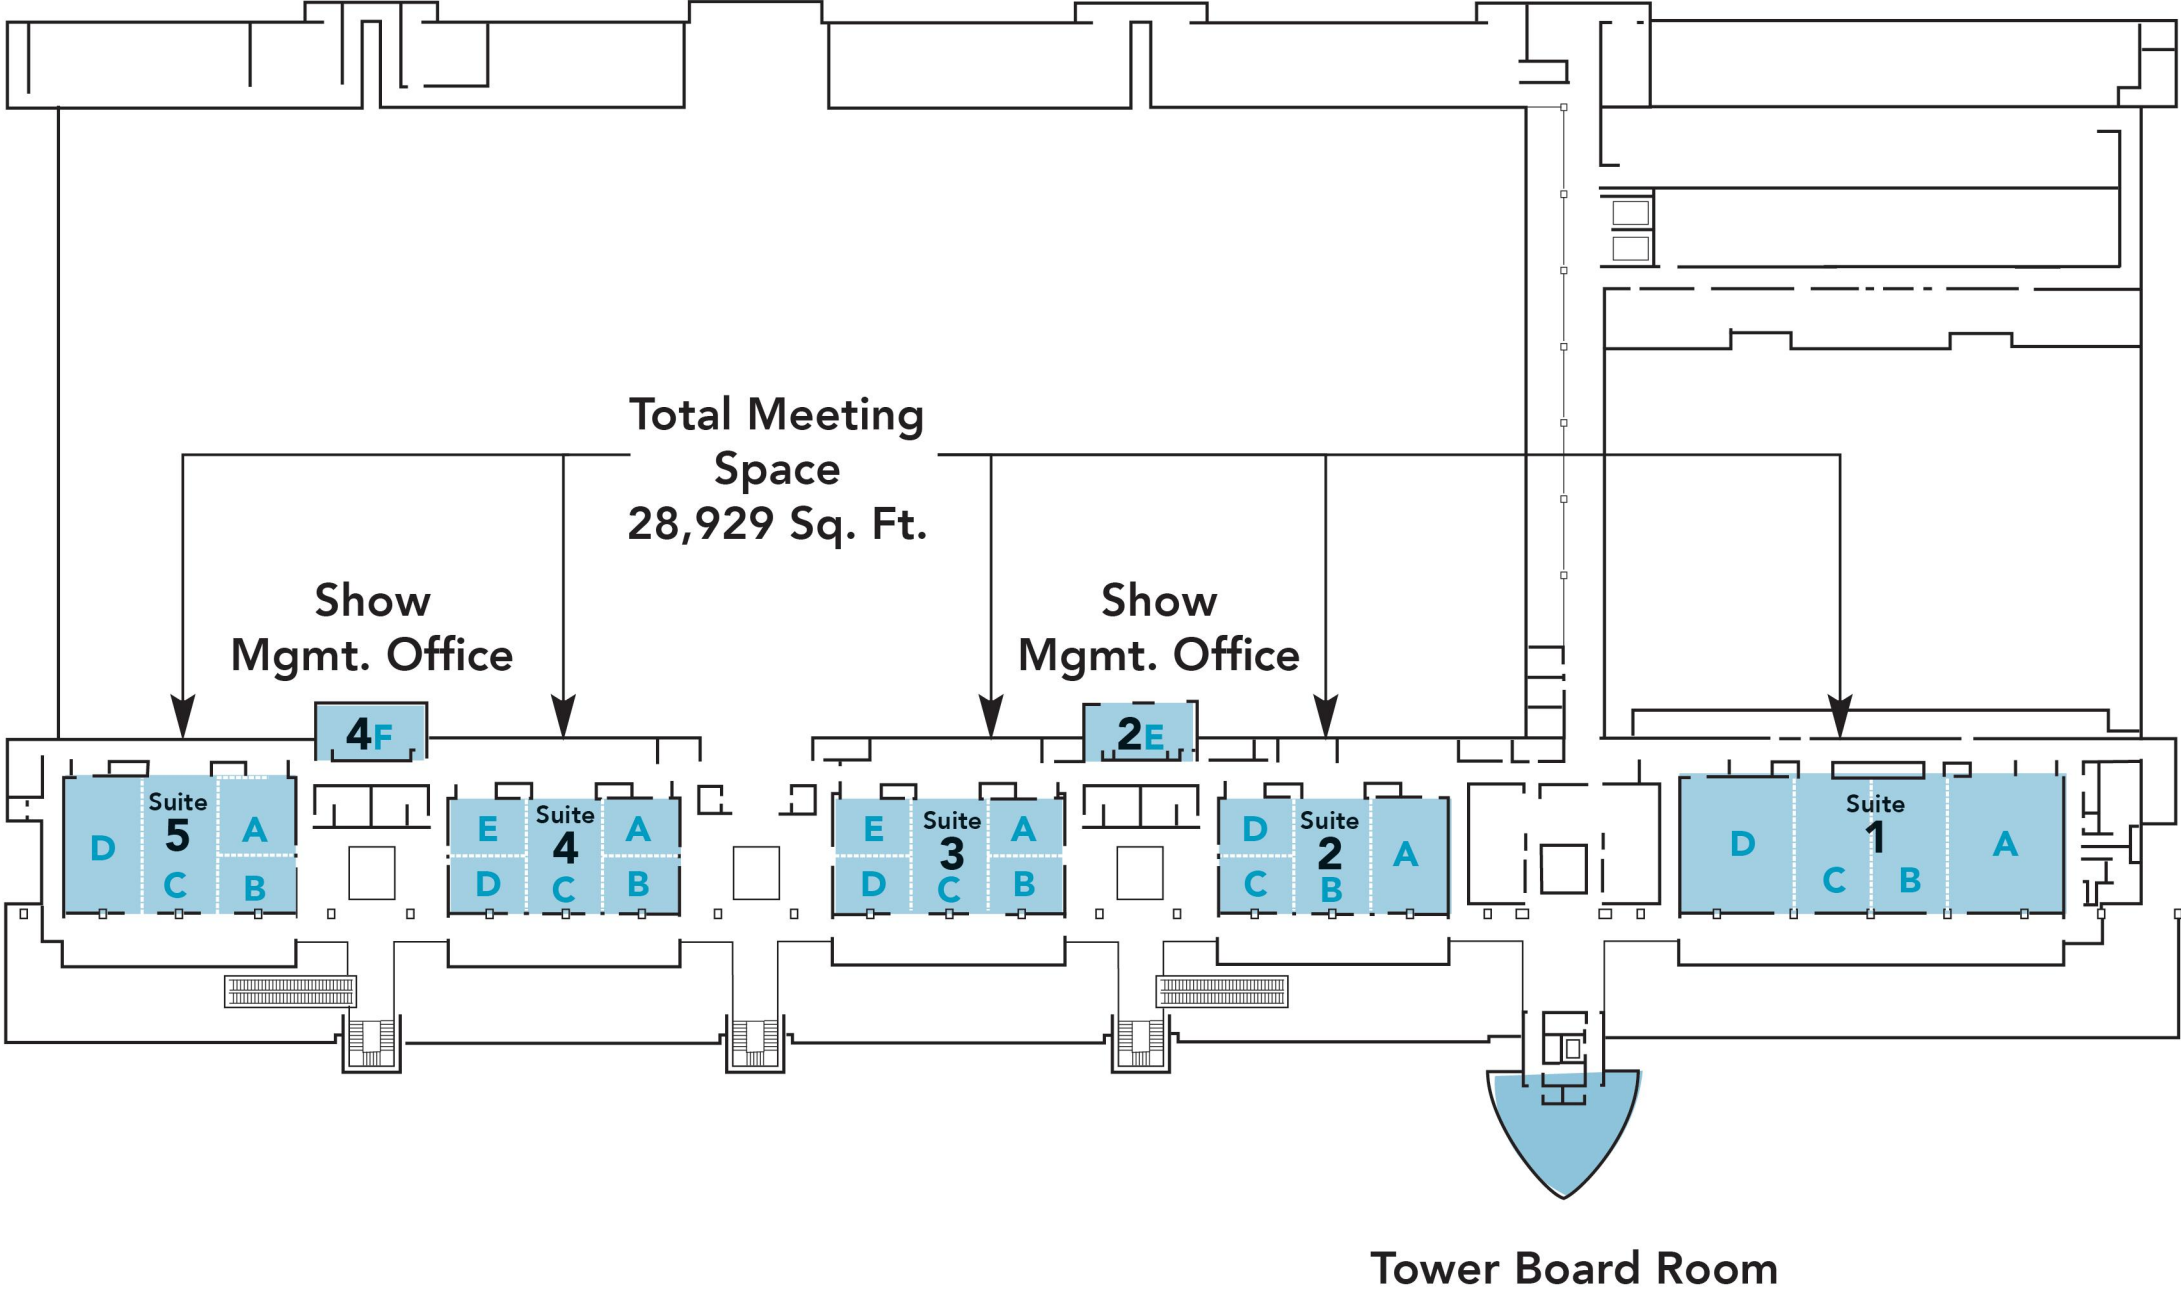 Total Meeting
Space
28,929 Sq. Ft.
Show
Mgmt. Office
Show
Mgmt. Office
4F
2E
Suite
5
A
B
C
D
Suite
4
A
B
C
D
E
Suite
3
A
B
C
D
E
Suite
2
A
B
C
D
Suite
1
A
B
C
D
Tower Board Room